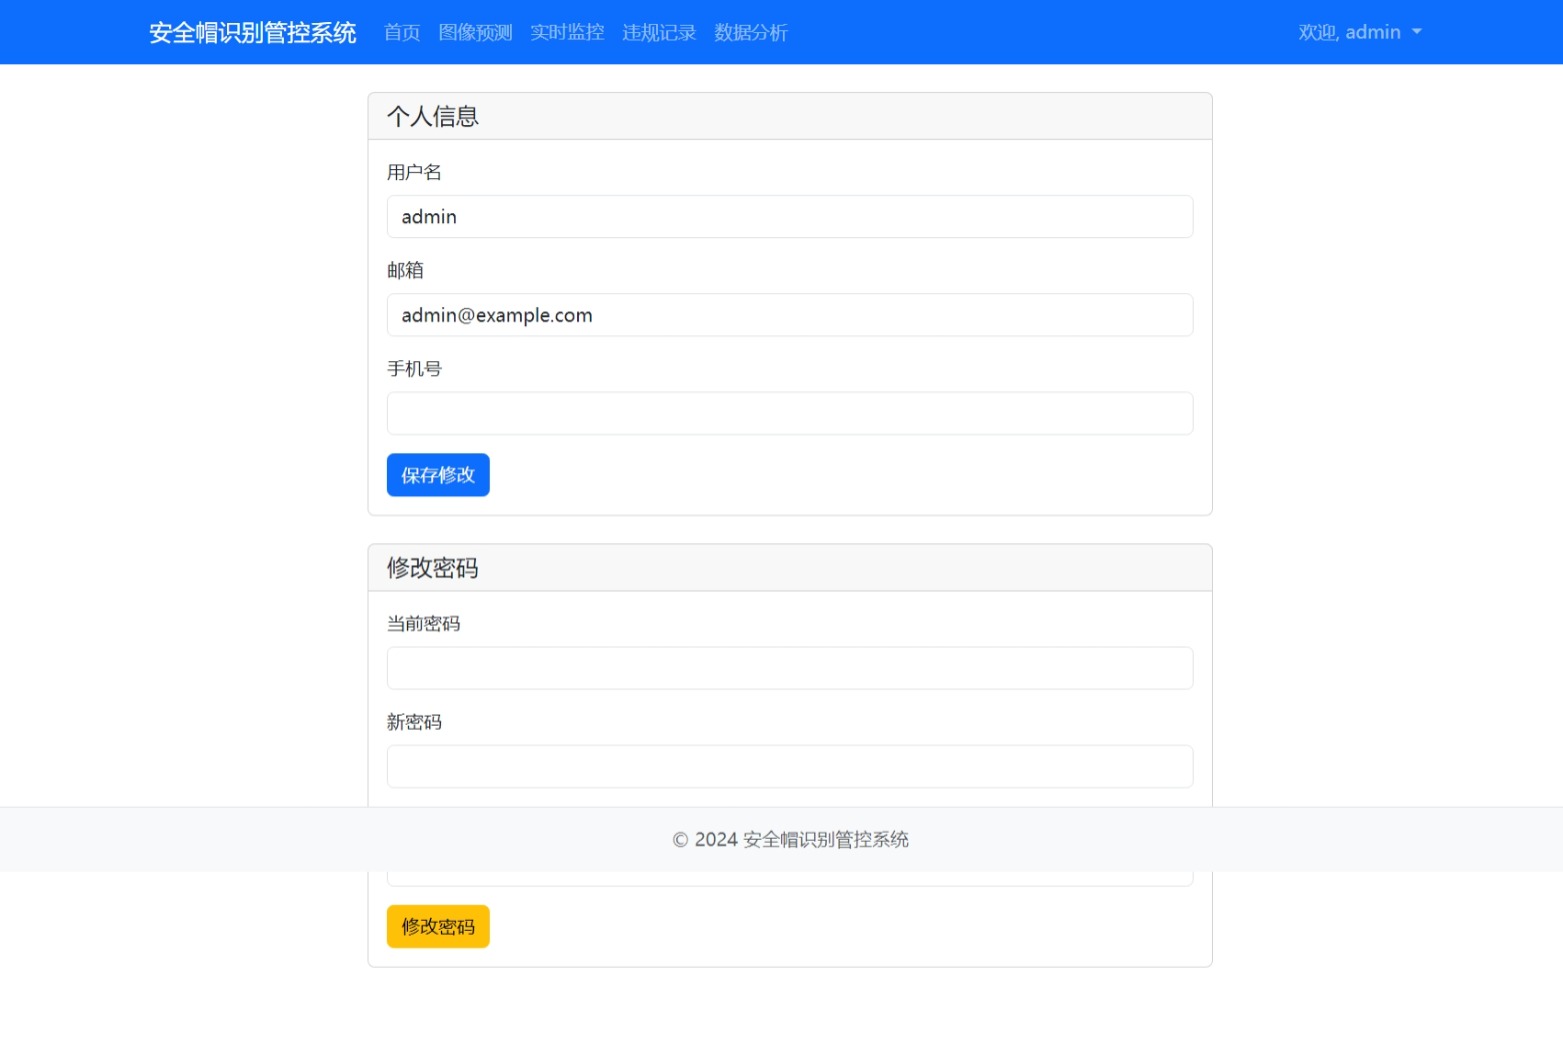 安全帽识别管控系统 首页 图像预测 实时监控 违规记录 数据分析 欢迎, admin
个人信息
用户名
admin
邮箱
admin@example.com
手机号
保存修改
修改密码
当前密码
新密码
© 2024 安全帽识别管控系统
修改密码